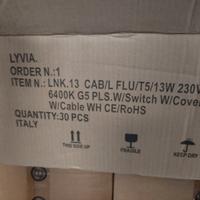 LYVIA.
ORDER N.:1
ITEM N.: LNK.13 CAB/L FLU/T5/13W 230V
6400K G5 PLS.W/Switch W/Cover
W/Cable WH CE/RoHS
QUANTITY:30 PCS
ITALY
THIS SIDE UP
FRAGILE
KEEP DRY